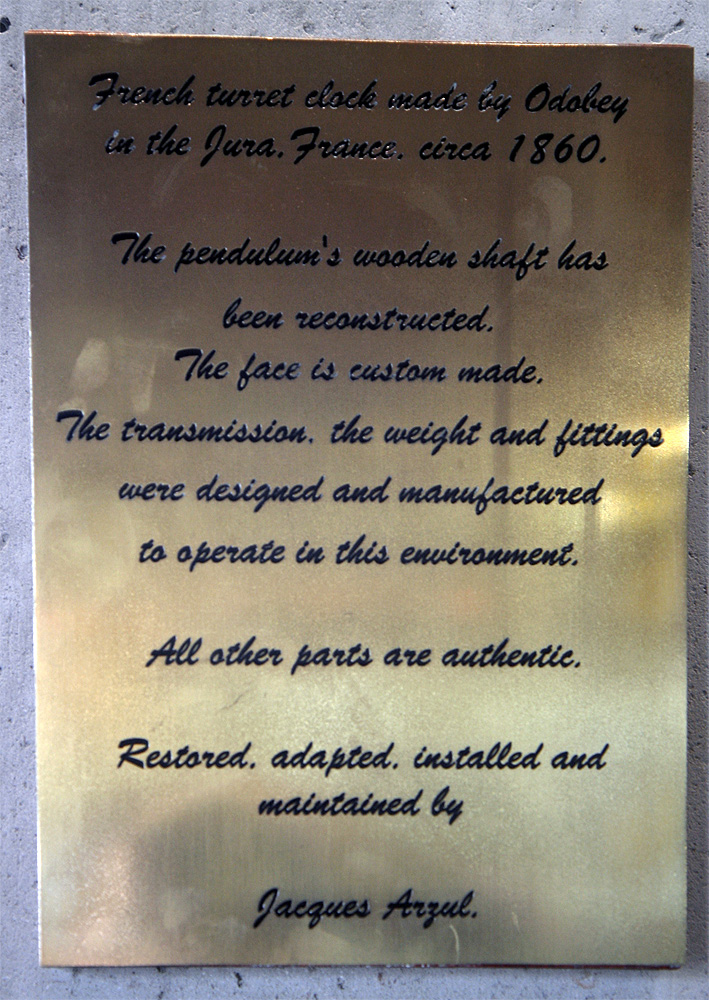 French turret clock made by Odobey
in the Jura. France. circa 1860.
The pendulum's wooden shaft has
been reconstructed.
The face is custom made.
The transmission. the weight and fittings
were designed and manufactured
to operate in this environment.
All other parts are authentic.
Restored. adapted. installed and
maintained by
Jacques Arzul.